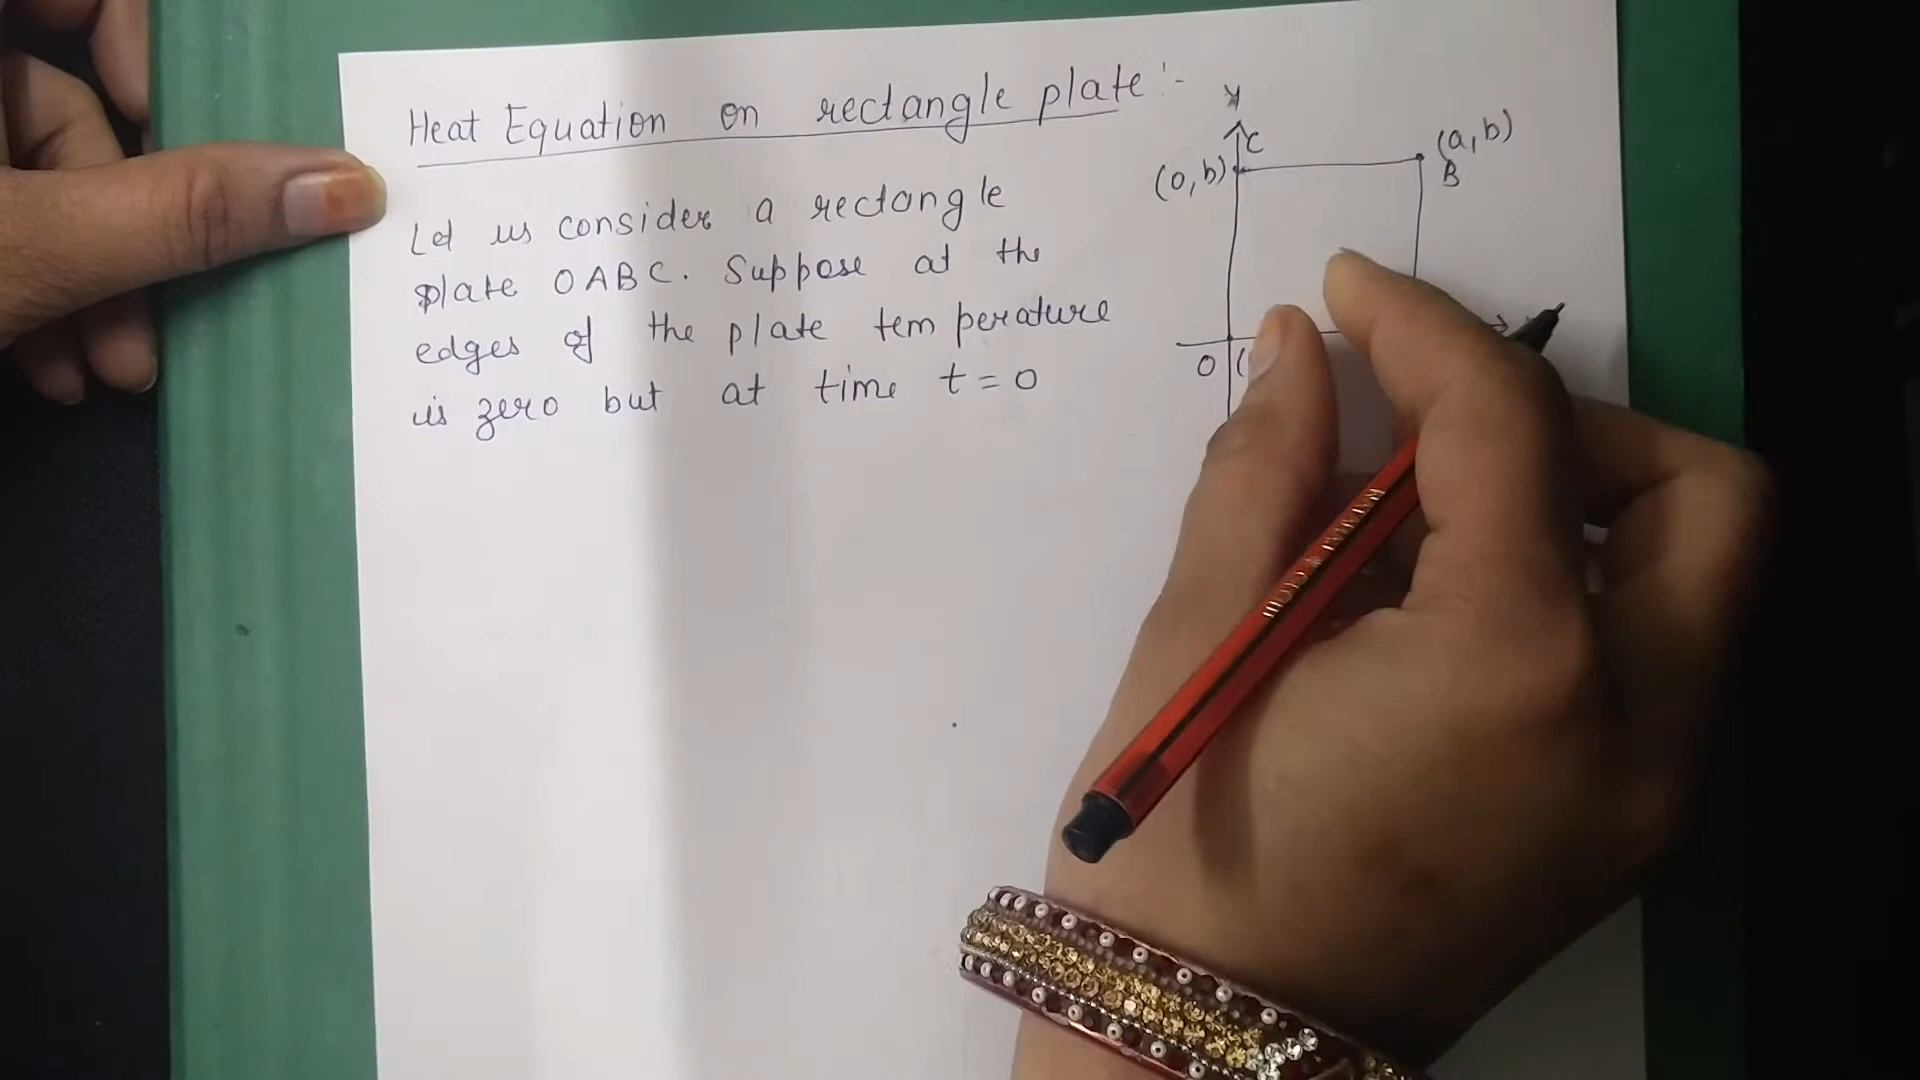 Heat Equation on rectangle plate :-
Let us consider a rectangle
plate OABC. Suppose at the
edges of the plate temperature
is zero but at time t = 0
y
C
(0,b)
(a,b)
B
O (